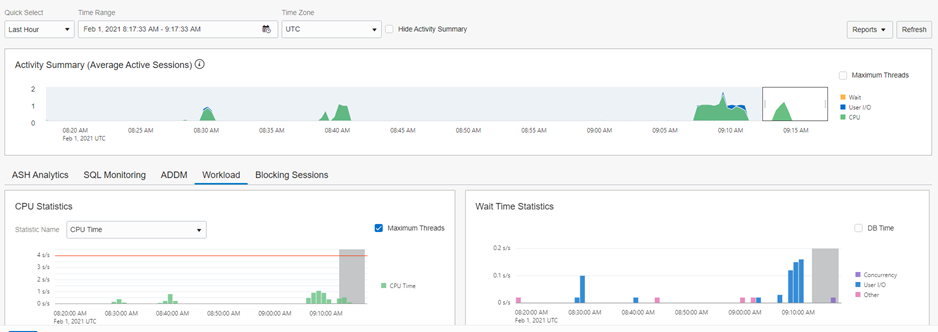 Quick Select
Time Range
Time Zone
Last Hour
Feb 1, 2021 8:17:33 AM - 9:17:33 AM
UTC
Hide Activity Summary
Reports
Refresh
Activity Summary (Average Active Sessions)
Maximum Threads
2
1
0
Wait
User I/O
CPU
08:20 AM 08:25 AM 08:30 AM 08:35 AM 08:40 AM 08:45 AM 08:50 AM 08:55 AM 09:00 AM 09:05 AM 09:10 AM 09:15 AM
Feb 1, 2021 UTC
ASH Analytics SQL Monitoring ADDM Workload Blocking Sessions
CPU Statistics
Statistic Name
CPU Time
Maximum Threads
4 s/s
3 s/s
2 s/s
1 s/s
0 s/s
CPU Time
08:20:00 AM 08:30:00 AM 08:40:00 AM 08:50:00 AM 09:00:00 AM 09:10:00 AM
Feb 1, 2021 UTC
Wait Time Statistics
DB Time
0.2 s/s
0.1 s/s
0 s/s
Concurrency
User I/O
Other
08:20:00 AM 08:30:00 AM 08:40:00 AM 08:50:00 AM 09:00:00 AM 09:10:00 AM
Feb 1, 2021 UTC